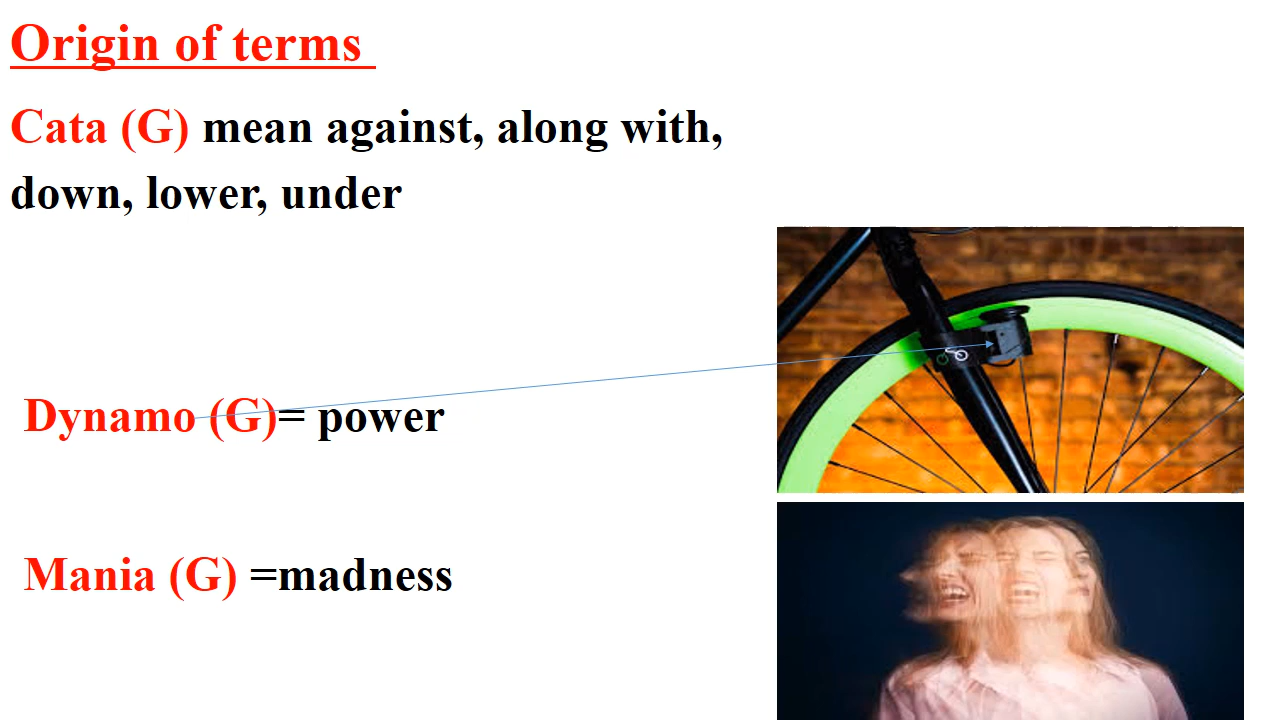 Origin of terms
Cata (G) mean against, along with,
down, lower, under
Dynamo (G)= power
Mania (G) =madness